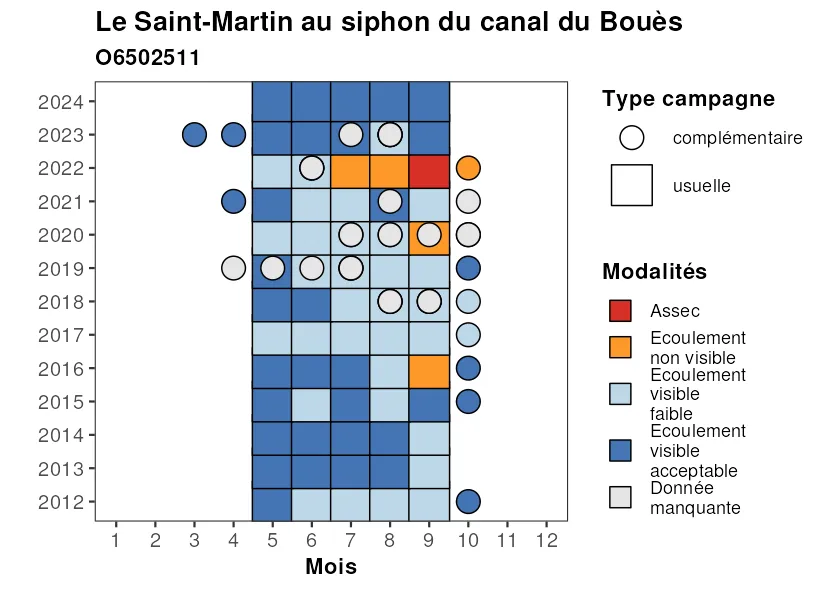 Le Saint-Martin au siphon du canal du Bouès
O6502511
2024
2023
2022
2021
2020
2019
2018
2017
2016
2015
2014
2013
2012
1 2 3 4 5 6 7 8 9 10 11 12
Mois
Type campagne
complémentaire
usuelle
Modalités
Assec
Ecoulement
non visible
Ecoulement
visible
faible
Ecoulement
visible
acceptable
Donnée
manquante